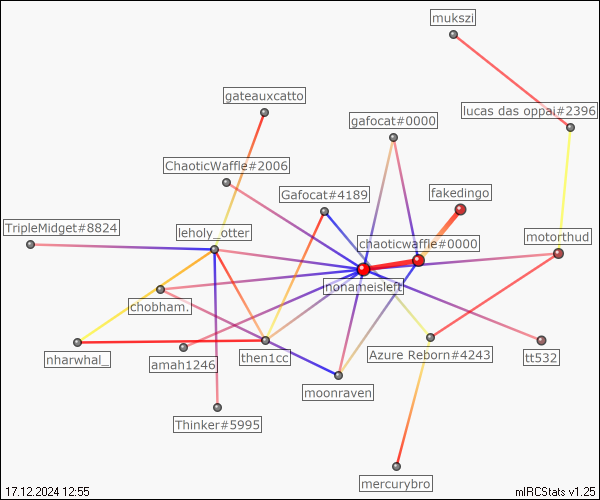 mukszi
lucas das oppai#2396
gateauxcatto
gafocat#0000
ChaoticWaffle#2006
Gafocat#4189
fakedingo
TripleMidget#8824
leholy_otter
chaoticwaffle#0000
motorthud
nonameisleft
chobham.
nharwhal_
amah1246
then1cc
Azure Reborn#4243
tt532
moonraven
Thinker#5995
mercurybro
17.12.2024 12:55
mIRCStats v1.25